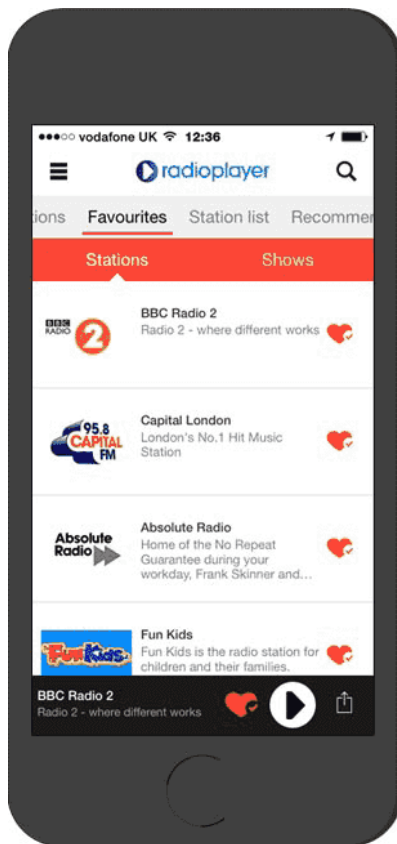 vodafone UK 12:36
radioplayer
ions Favourites Station list Recommen
Stations Shows
BBC RADIO 2
BBC Radio 2
Radio 2 - where different works
95.8 CAPITAL FM
Capital London
London's No.1 Hit Music
Station
Absolute
Radio
Absolute Radio
Home of the No Repeat
Guarantee during your
workday, Frank Skinner and...
Fun Kids
Fun Kids
Fun Kids is the radio station for
children and their families.
BBC Radio 2
Radio 2 - where different works